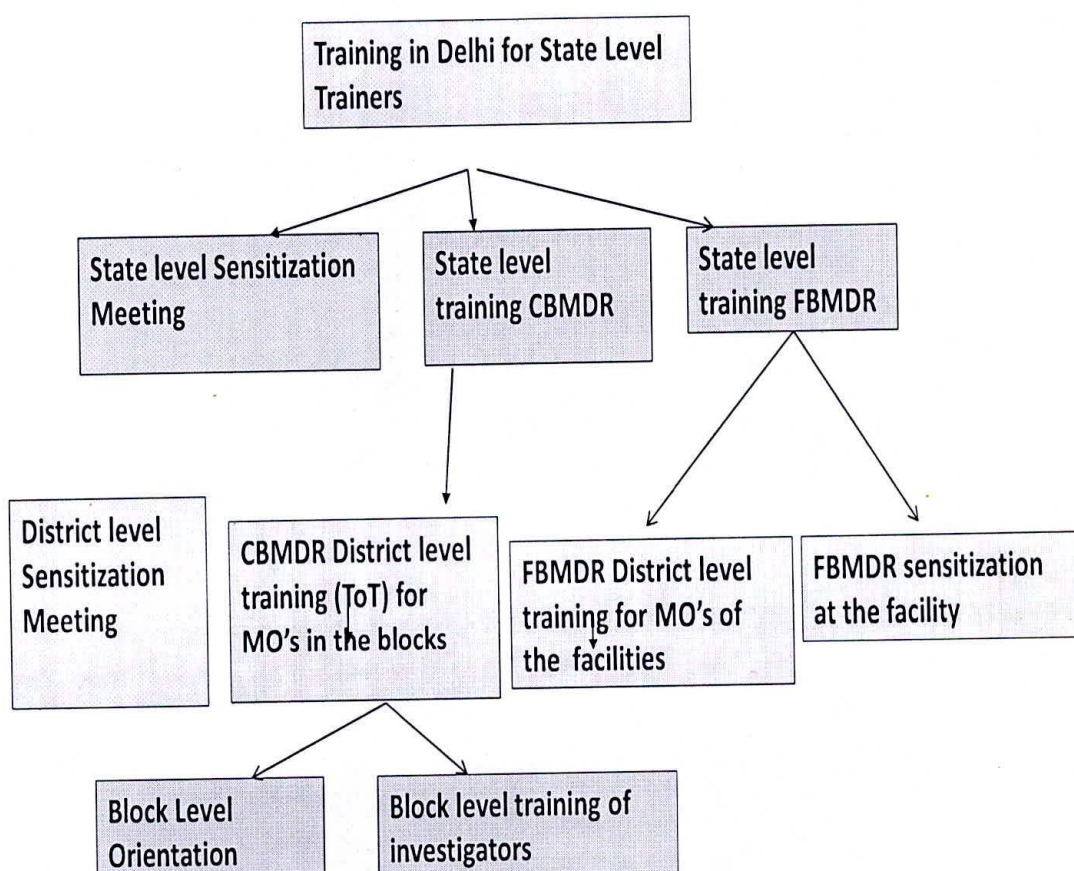 Training in Delhi for State Level
Trainers
State level Sensitization
Meeting
State level
training CBMDR
State level
training FBMDR
District level
Sensitization
Meeting
CBMDR District level
training (ToT) for
MO's in the blocks
FBMDR District level
training for MO's of
the facilities
FBMDR sensitization
at the facility
Block Level
Orientation
Block level training of
investigators